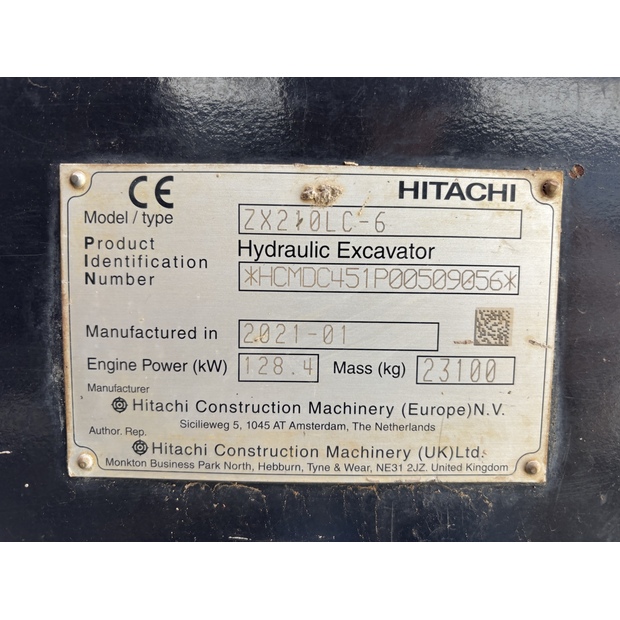 CE HITACHI
Model / type ZX210LC-6
Product Hydraulic Excavator
Identification
Number *HCMDC451P00509056*
Manufactured in 2021-01
Engine Power (kW) 128.4 Mass (kg) 23100
Manufacturer
Hitachi Construction Machinery (Europe)N.V.
Sicilieweg 5, 1045 AT Amsterdam, The Netherlands
Author. Rep.
Hitachi Construction Machinery (UK)Ltd.
Monkton Business Park North, Hebburn, Tyne & Wear, NE31 2JZ. United Kingdom